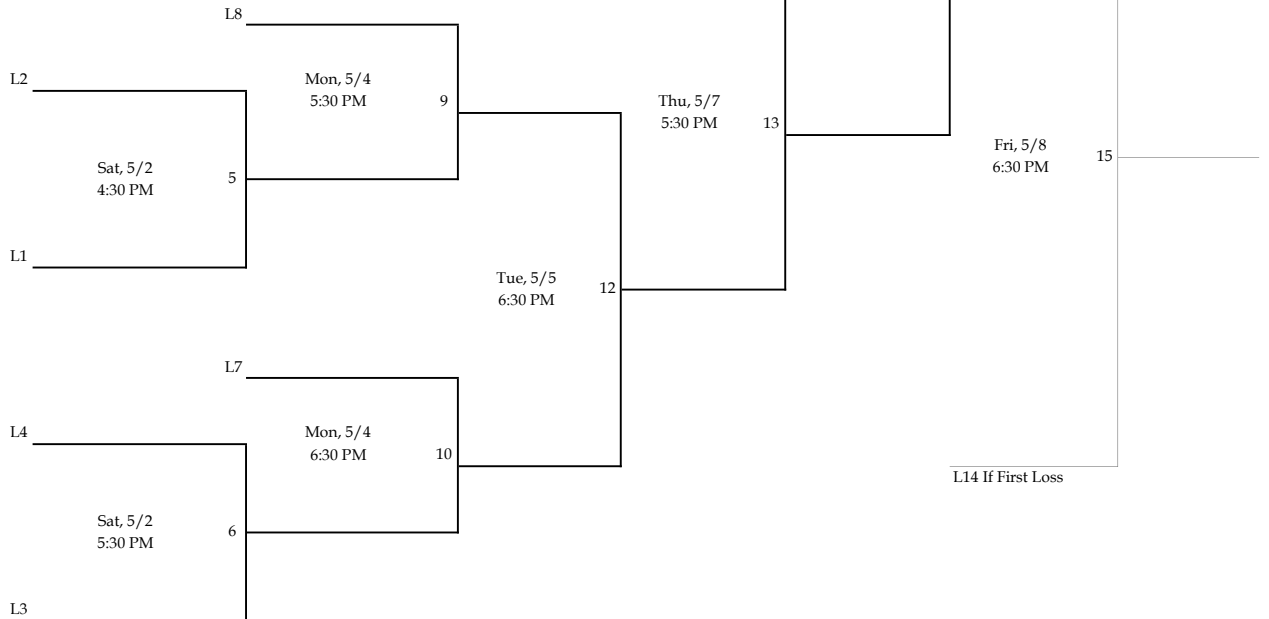 L8
L2
Mon, 5/4
5:30 PM
9
Thu, 5/7
5:30 PM
13
Fri, 5/8
6:30 PM
15
Sat, 5/2
4:30 PM
5
L1
Tue, 5/5
6:30 PM
12
L7
L4
Mon, 5/4
6:30 PM
10
L14 If First Loss
Sat, 5/2
5:30 PM
6
L3